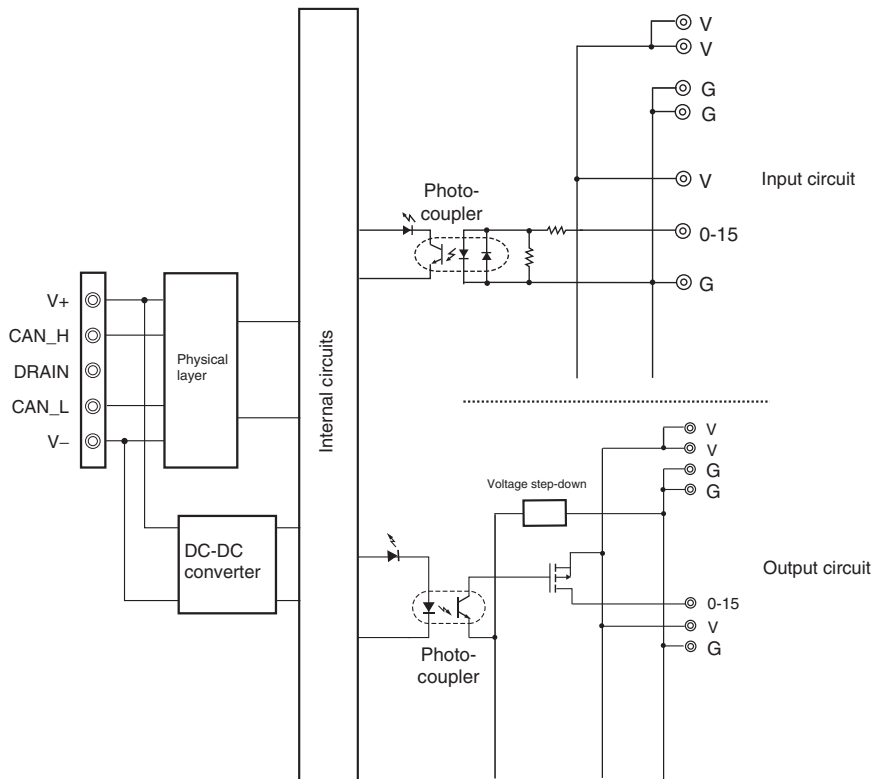 V
V
G
G
V
Input circuit
Photo-
coupler
0-15
G
V+
CAN_H
DRAIN
CAN_L
V−
Physical
layer
Internal circuits
DC-DC
converter
V
V
G
G
Voltage step-down
Output circuit
0-15
V
G
Photo-
coupler